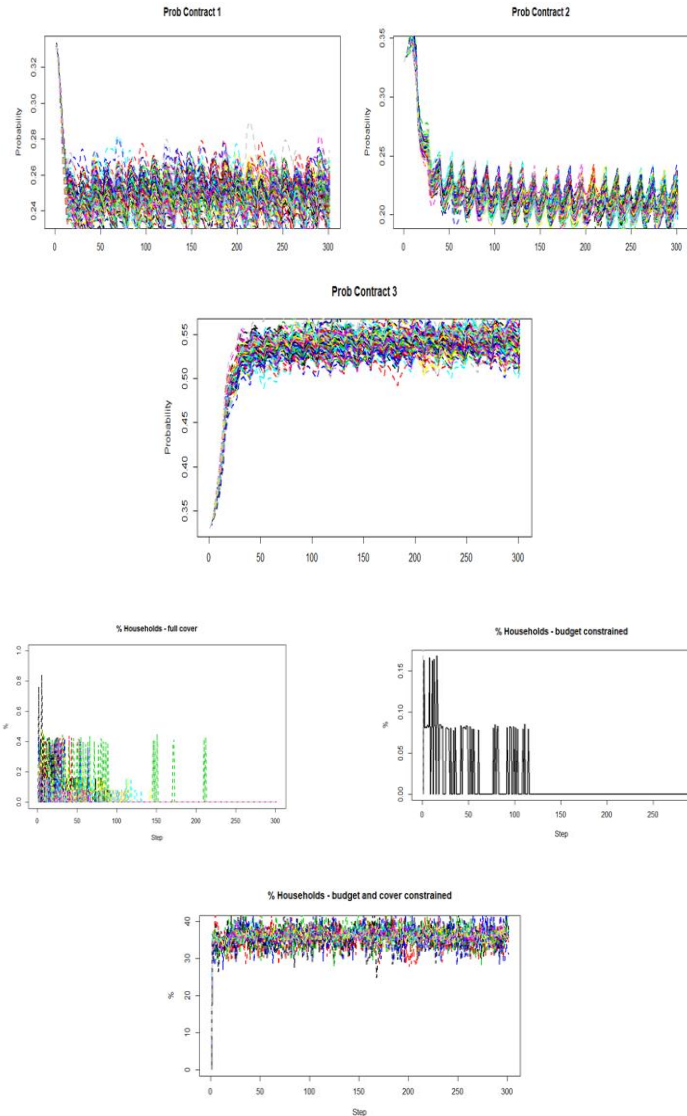 Prob Contract 1
Probability
0.32
0.30
0.28
0.26
0.24
0 50 100 150 200 250 300
Prob Contract 2
Probability
0.35
0.30
0.25
0.20
0 50 100 150 200 250 300
Prob Contract 3
Probability
0.55
0.50
0.45
0.40
0.35
0 50 100 150 200 250 300
% Households - full cover
%
1.0
0.8
0.6
0.4
0.2
0.0
0 50 100 150 200 250 300
Step
% Households - budget constrained
%
0.15
0.10
0.05
0.00
0 50 100 150 200 250
Step
% Households - budget and cover constrained
%
40
30
20
10
0
0 50 100 150 200 250 300
Step